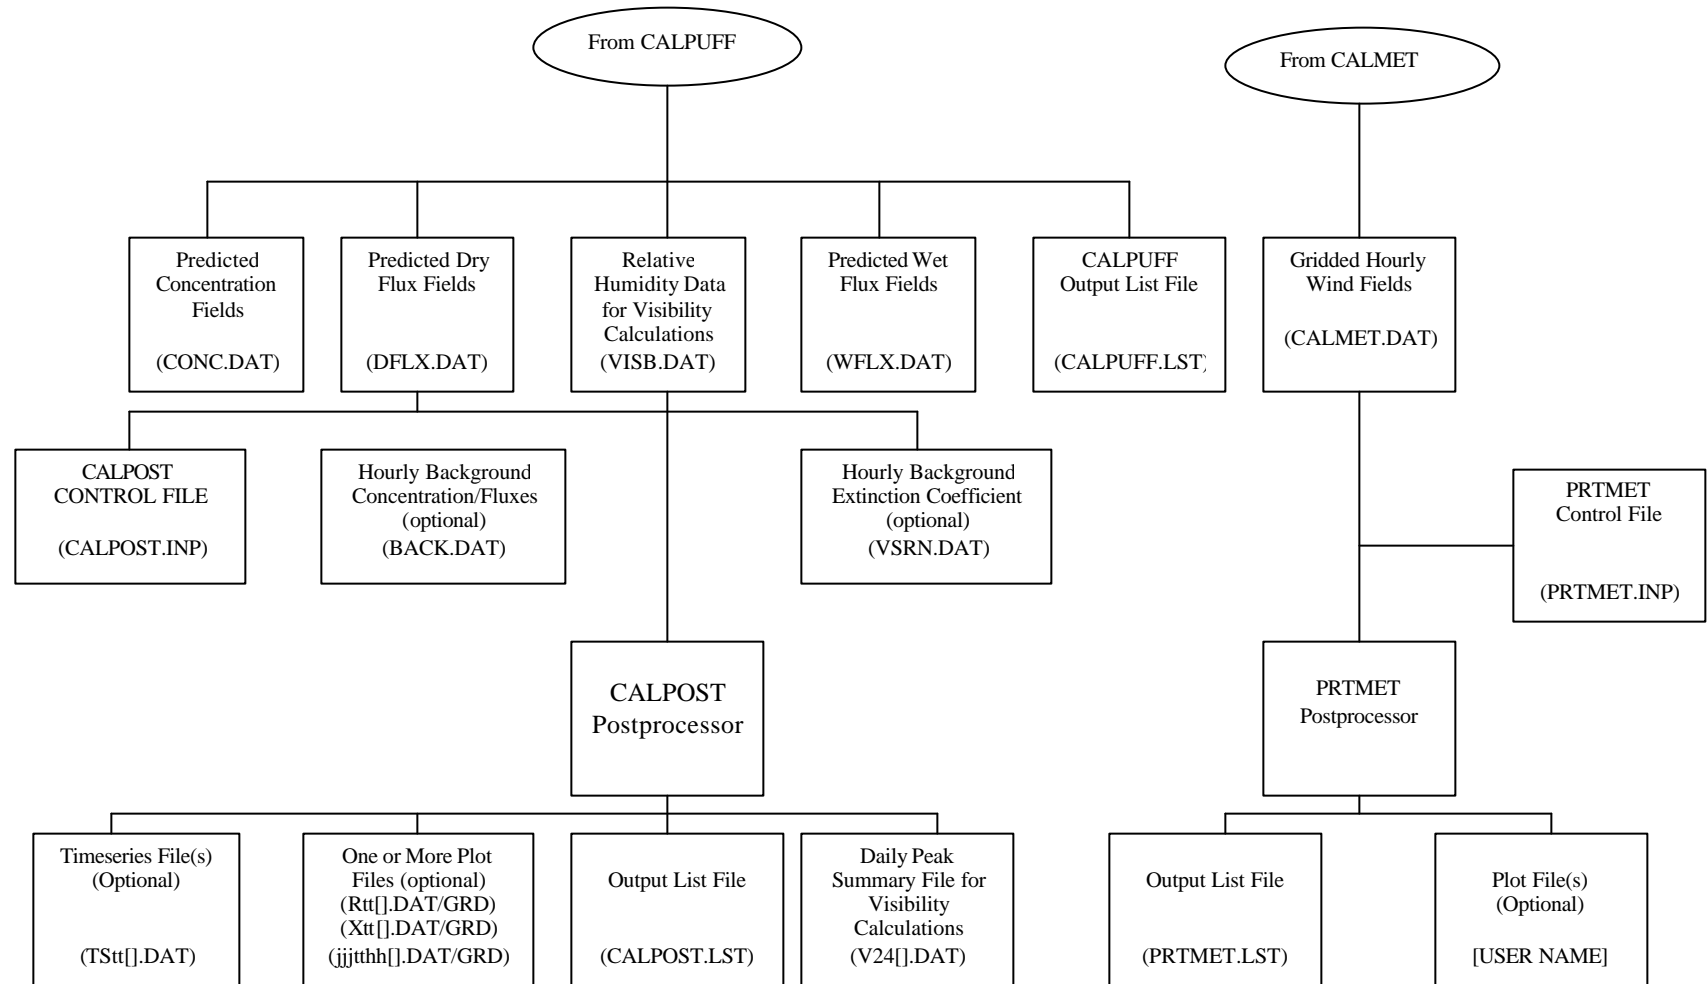 From CALPUFF
From CALMET
Predicted
Concentration
Fields
(CONC.DAT)
Predicted Dry
Flux Fields
(DFLX.DAT)
Relative
Humidity Data
for Visibility
Calculations
(VISB.DAT)
Predicted Wet
Flux Fields
(WFLX.DAT)
CALPUFF
Output List File
(CALPUFF.LST)
Gridded Hourly
Wind Fields
(CALMET.DAT)
CALPOST
CONTROL FILE
(CALPOST.INP)
Hourly Background
Concentration/Fluxes
(optional)
(BACK.DAT)
Hourly Background
Extinction Coefficient
(optional)
(VSRN.DAT)
PRTMET
Control File
(PRTMET.INP)
CALPOST
Postprocessor
PRTMET
Postprocessor
Timeseries File(s)
(Optional)
(TStt[].DAT)
One or More Plot
Files (optional)
(Rtt[].DAT/GRD)
(Xtt[].DAT/GRD)
(jjjtthh[].DAT/GRD)
Output List File
(CALPOST.LST)
Daily Peak
Summary File for
Visibility
Calculations
(V24[].DAT)
Output List File
(PRTMET.LST)
Plot File(s)
(Optional)
[USER NAME]